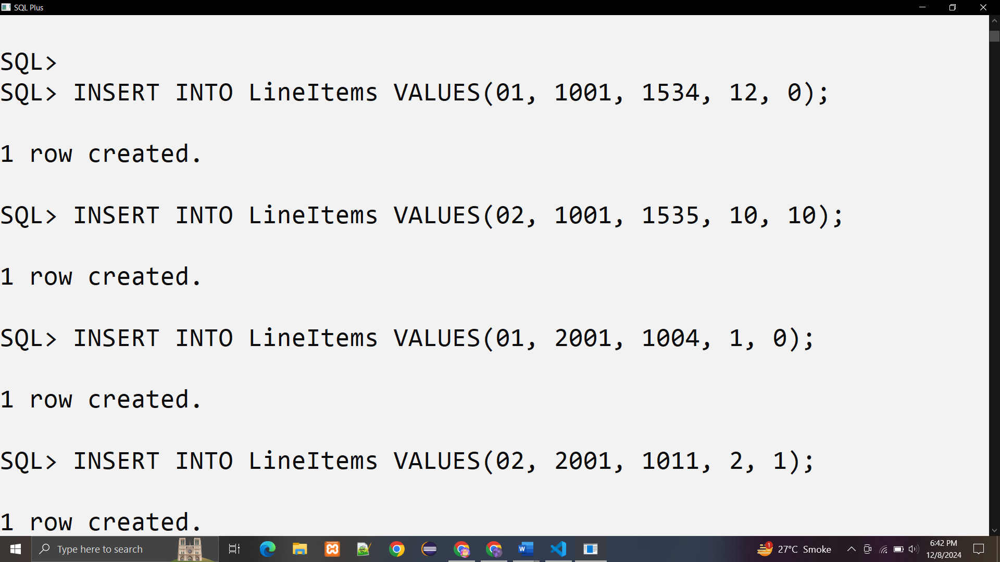 SQL Plus
SQL>
SQL> INSERT INTO LineItems VALUES(01, 1001, 1534, 12, 0);
1 row created.
SQL> INSERT INTO LineItems VALUES(02, 1001, 1535, 10, 10);
1 row created.
SQL> INSERT INTO LineItems VALUES(01, 2001, 1004, 1, 0);
1 row created.
SQL> INSERT INTO LineItems VALUES(02, 2001, 1011, 2, 1);
1 row created.
Type here to search
1
27°C Smoke
6:42 PM
12/8/2024